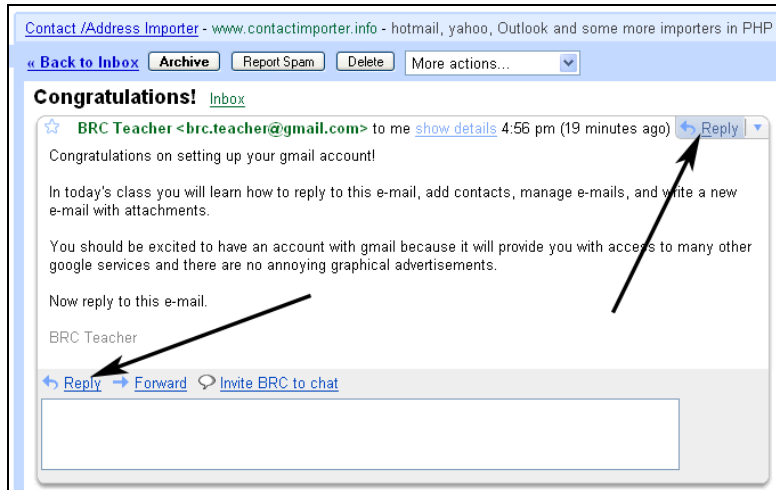 Contact /Address Importer - www.contactimporter.info - hotmail, yahoo, Outlook and some more importers in PHP
« Back to Inbox Archive Report Spam Delete More actions...
Congratulations! Inbox
BRC Teacher <brc.teacher@gmail.com> to me show details 4:56 pm (19 minutes ago) Reply
Congratulations on setting up your gmail account!
In today's class you will learn how to reply to this e-mail, add contacts, manage e-mails, and write a new
e-mail with attachments.
You should be excited to have an account with gmail because it will provide you with access to many other
google services and there are no annoying graphical advertisements.
Now reply to this e-mail.
BRC Teacher
Reply Forward Invite BRC to chat